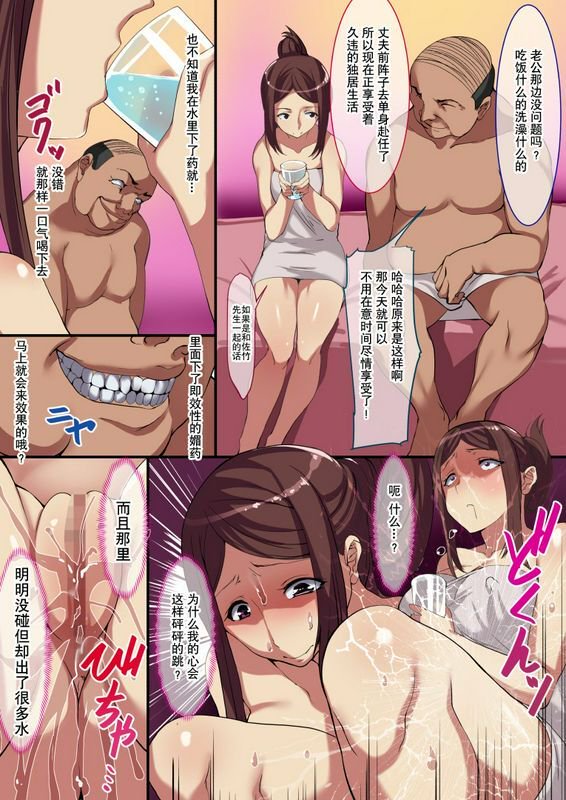 老公那边没问题吗?
吃饭什么的洗澡什么的
丈夫前阵子去单身赴任了
所以现在正享受着
久违的独居生活
哈哈哈原来是这样啊
那今天就可以
不用在意时间尽情享受了!
如果是和佐竹
先生一起的话
也不知道我在水里下了药就…
ゴクッ
没错
就那样一口气喝下去
里面下了即效性的媚药
ニヤ
马上就会来效果的哦?
呃 什么…?
どくんッ
为什么我的心会
这样砰砰的跳?
而且那里
びちゃ…
明明没碰但却出了很多水